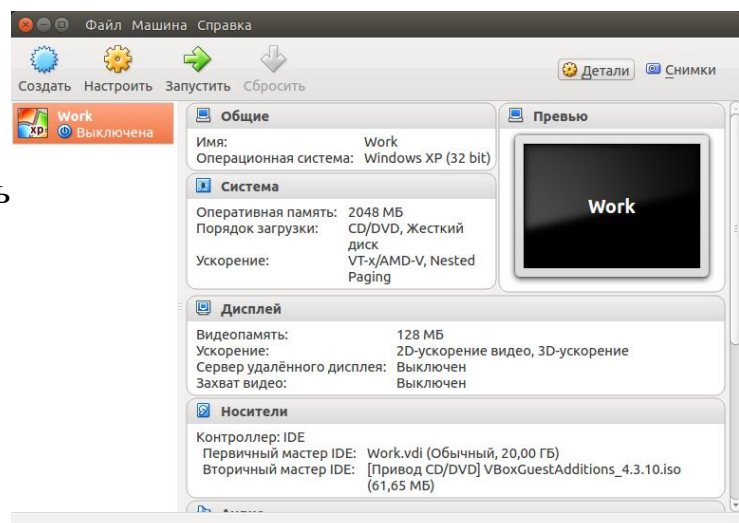 Файл Машина Справка
Создать Настроить Запустить Сбросить
Детали Снимки
Work
Выключена
ь
Общие
Имя: Work
Операционная система: Windows XP (32 bit)
Превью
Work
Система
Оперативная память: 2048 МБ
Порядок загрузки: CD/DVD, Жесткий
диск
Ускорение: VT-x/AMD-V, Nested
Paging
Дисплей
Видеопамять: 128 МБ
Ускорение: 2D-ускорение видео, 3D-ускорение
Сервер удалённого дисплея: Выключен
Захват видео: Выключен
Носители
Контроллер: IDE
Первичный мастер IDE: Work.vdi (Обычный, 20,00 ГБ)
Вторичный мастер IDE: [Привод CD/DVD] VBoxGuestAdditions_4.3.10.iso
(61,65 МБ)